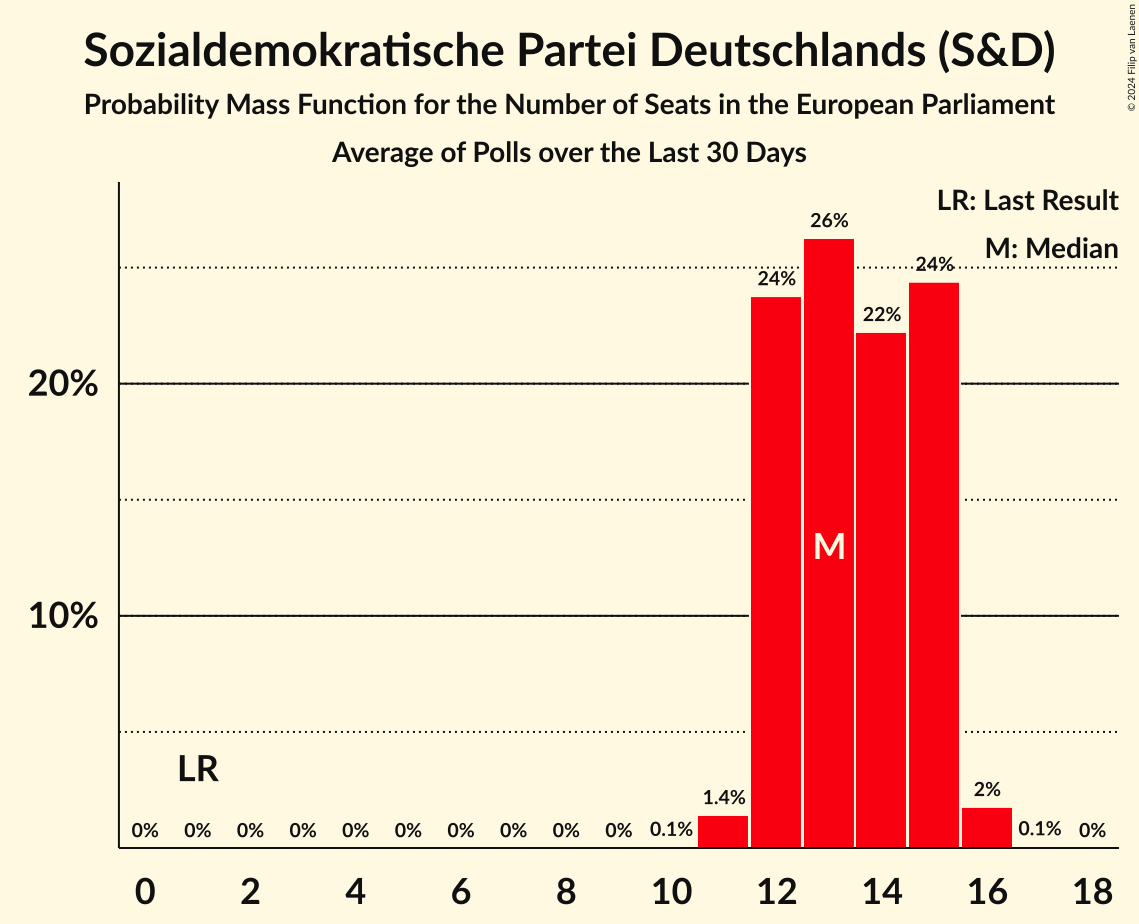 Sozialdemokratische Partei Deutschlands (S&D)
Probability Mass Function for the Number of Seats in the European Parliament
Average of Polls over the Last 30 Days
© 2024 Filip van Laenen
LR: Last Result
M: Median
26%
24%
24%
22%
20%
M
10%
LR
1.4%
2%
0% 0% 0% 0% 0% 0% 0% 0% 0% 0% 0.1% 0.1% 0%
0 2 4 6 8 10 12 14 16 18